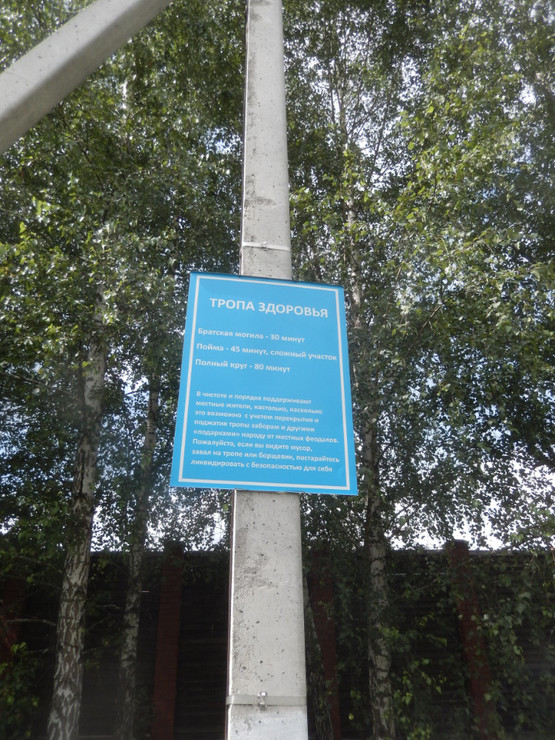 ТРОПА ЗДОРОВЬЯ
Братская могила - 30 минут
Пойма - 45 минут, сложный участок
Полный круг - 80 минут
В чистоте и порядке поддерживают
местные жители, настолько, насколько
это возможно с учетом перекрытия и
поджатия тропы забором и другими
«подарками» народу от местных феодалов.
Пожалуйста, если вы видите мусор,
завал на тропе или борщевик, постарайтесь
ликвидировать с безопасностью для себя